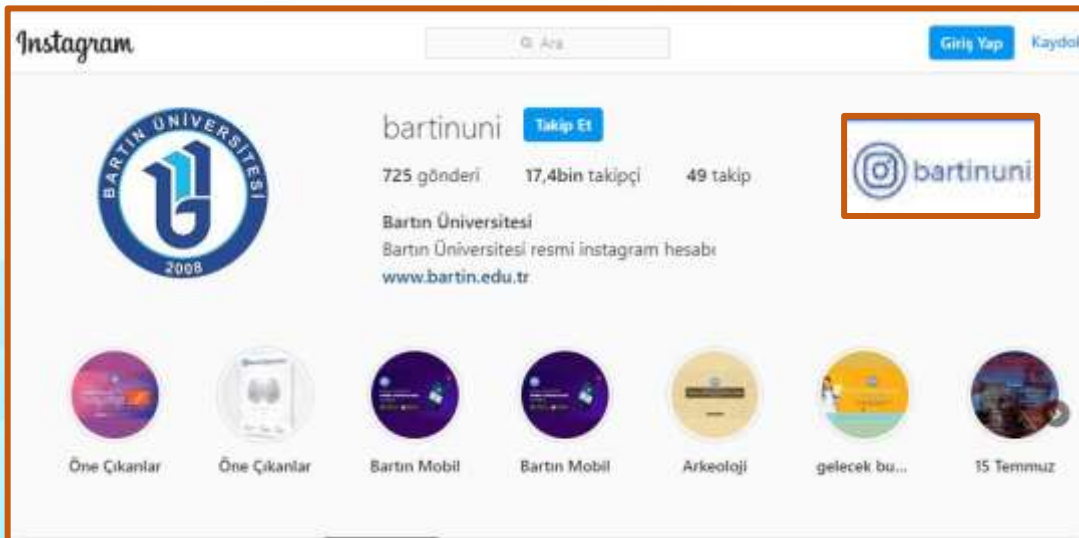 Instagram
Ara
Giriş Yap
Kaydol
BARTIN ÜNİVERSİTESİ
2008
bartinuni
Takip Et
725 gönderi 17,4bin takipçi 49 takip
Bartın Üniversitesi
Bartın Üniversitesi resmi instagram hesabı
www.bartin.edu.tr
bartinuni
Öne Çıkanlar
Öne Çıkanlar
Bartın Mobil
Bartın Mobil
Arkeoloji
gelecek bu...
15 Temmuz